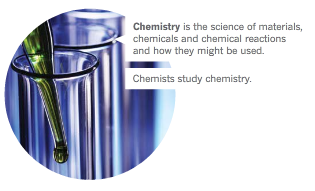 Chemistry is the science of materials,
chemicals and chemical reactions
and how they might be used.
Chemists study chemistry.